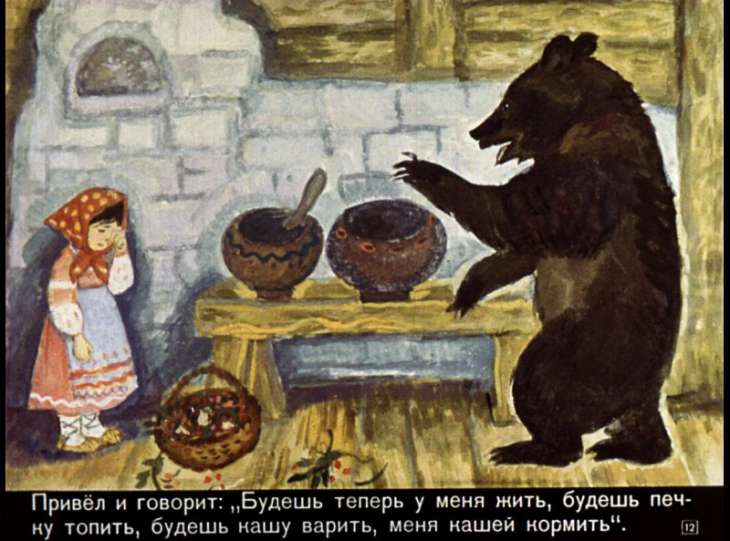 Привёл и говорит: „Будешь теперь у меня жить, будешь печ-
ку топить, будешь кашу варить, меня кашей кормить“.
12